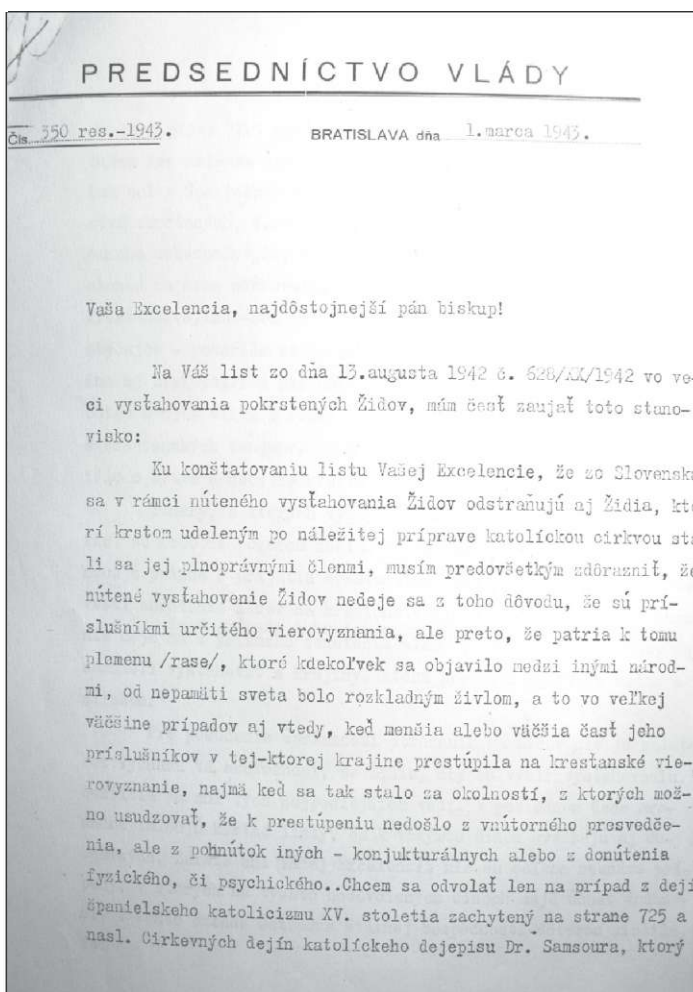 PREDSEDNÍCTVO VLÁDY
Čís. 350 res.-1943. BRATISLAVA dňa 1.marca 1943.
Vaša Excelencia, najdôstojnejší pán biskup!
Na Váš list zo dňa 13.augusta 1942 č. 628/XX/1942 vo ve-
ci vysťahovania pokrstených Židov, mám česť zaujať toto stano-
visko:
Ku konštatovaniu listu Vašej Excelencie, že zo Slovensk
sa v rámci núteného vysťahovania Židov odstraňujú aj Židia, kto
rí krstom udeleným po náležitej príprave katolíckou cirkvou sta
li sa jej plnoprávnymi členmi, musím predovšetkým zdôrazniť, že
nútené vysťahovenie Židov nedeje sa z toho dôvodu, že sú prí-
slušníkmi určitého vierovyznania, ale preto, že patria k tomu
plemenu /rase/, ktoré kdekoľvek sa objavilo medzi inými národ-
mi, od nepamäti sveta bolo rozkladným živlom, a to vo veľkej
väčšine prípadov aj vtedy, keď menšia alebo väčšia časť jeho
príslušníkov v tej-ktorej krajine prestúpila na kresťanské vie-
rovyznanie, najmä keď sa tak stalo za okolností, z ktorých mož-
no usudzovať, že k prestúpeniu nedošlo z vnútorného presvedče-
nia, ale z pohnútok iných - konjukturálnych alebo z donútenia
fyzického, či psychického..Chcem sa odvolať len na prípad z dejí
španielskeho katolicizmu XV. stoletia zachytený na strane 725 a
nasl. Cirkevných dejín katolíckeho dejepisu Dr. Samsoura, ktorý